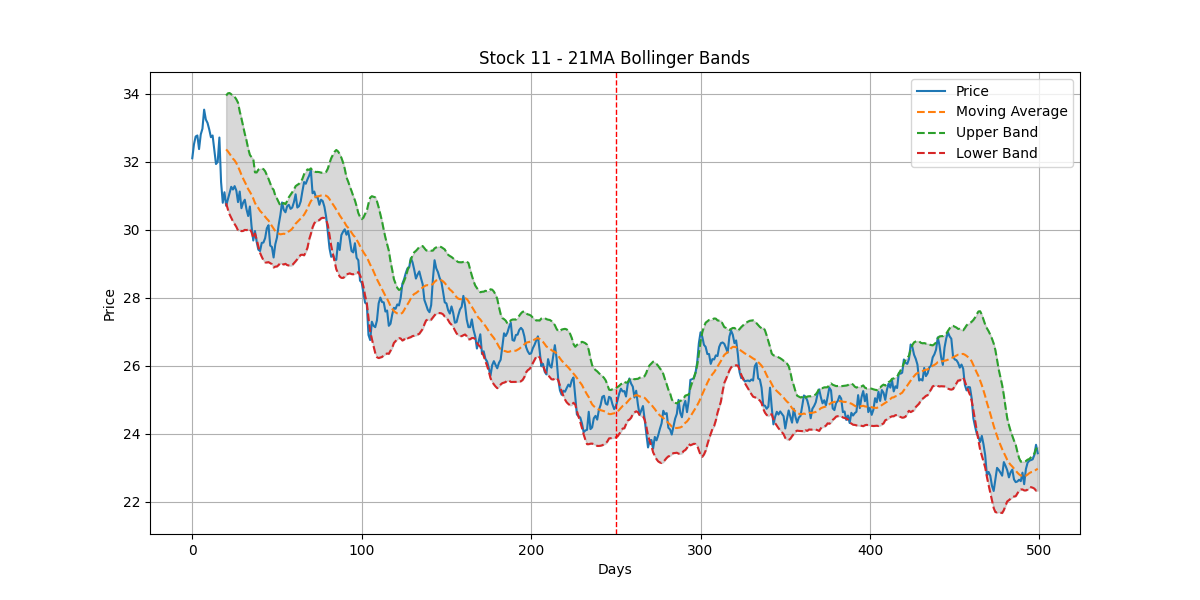 Stock 11 - 21MA Bollinger Bands
Price
Moving Average
Upper Band
Lower Band
34
32
30
28
26
24
22
Price
0 100 200 300 400 500
Days